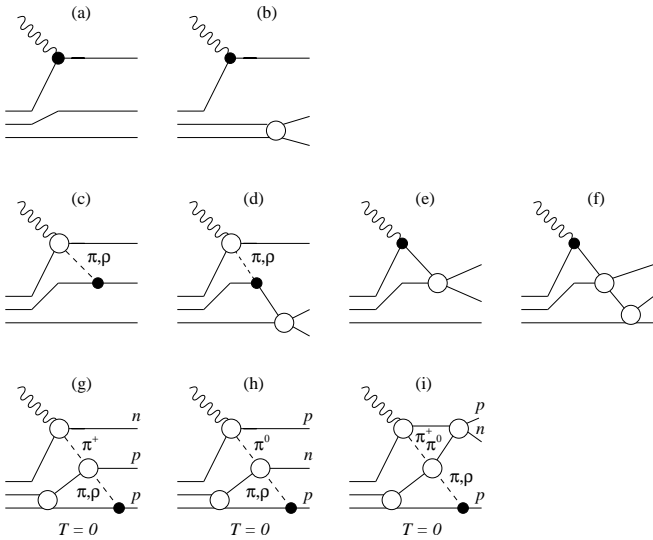 (a) (b)
(c) (d) (e) (f)
π,ρ π,ρ
(g) (h) (i)
n p p
π⁺ π⁰ π⁺ n
π⁰
p n
π,ρ π,ρ π,ρ
p p p
T = 0 T = 0 T = 0